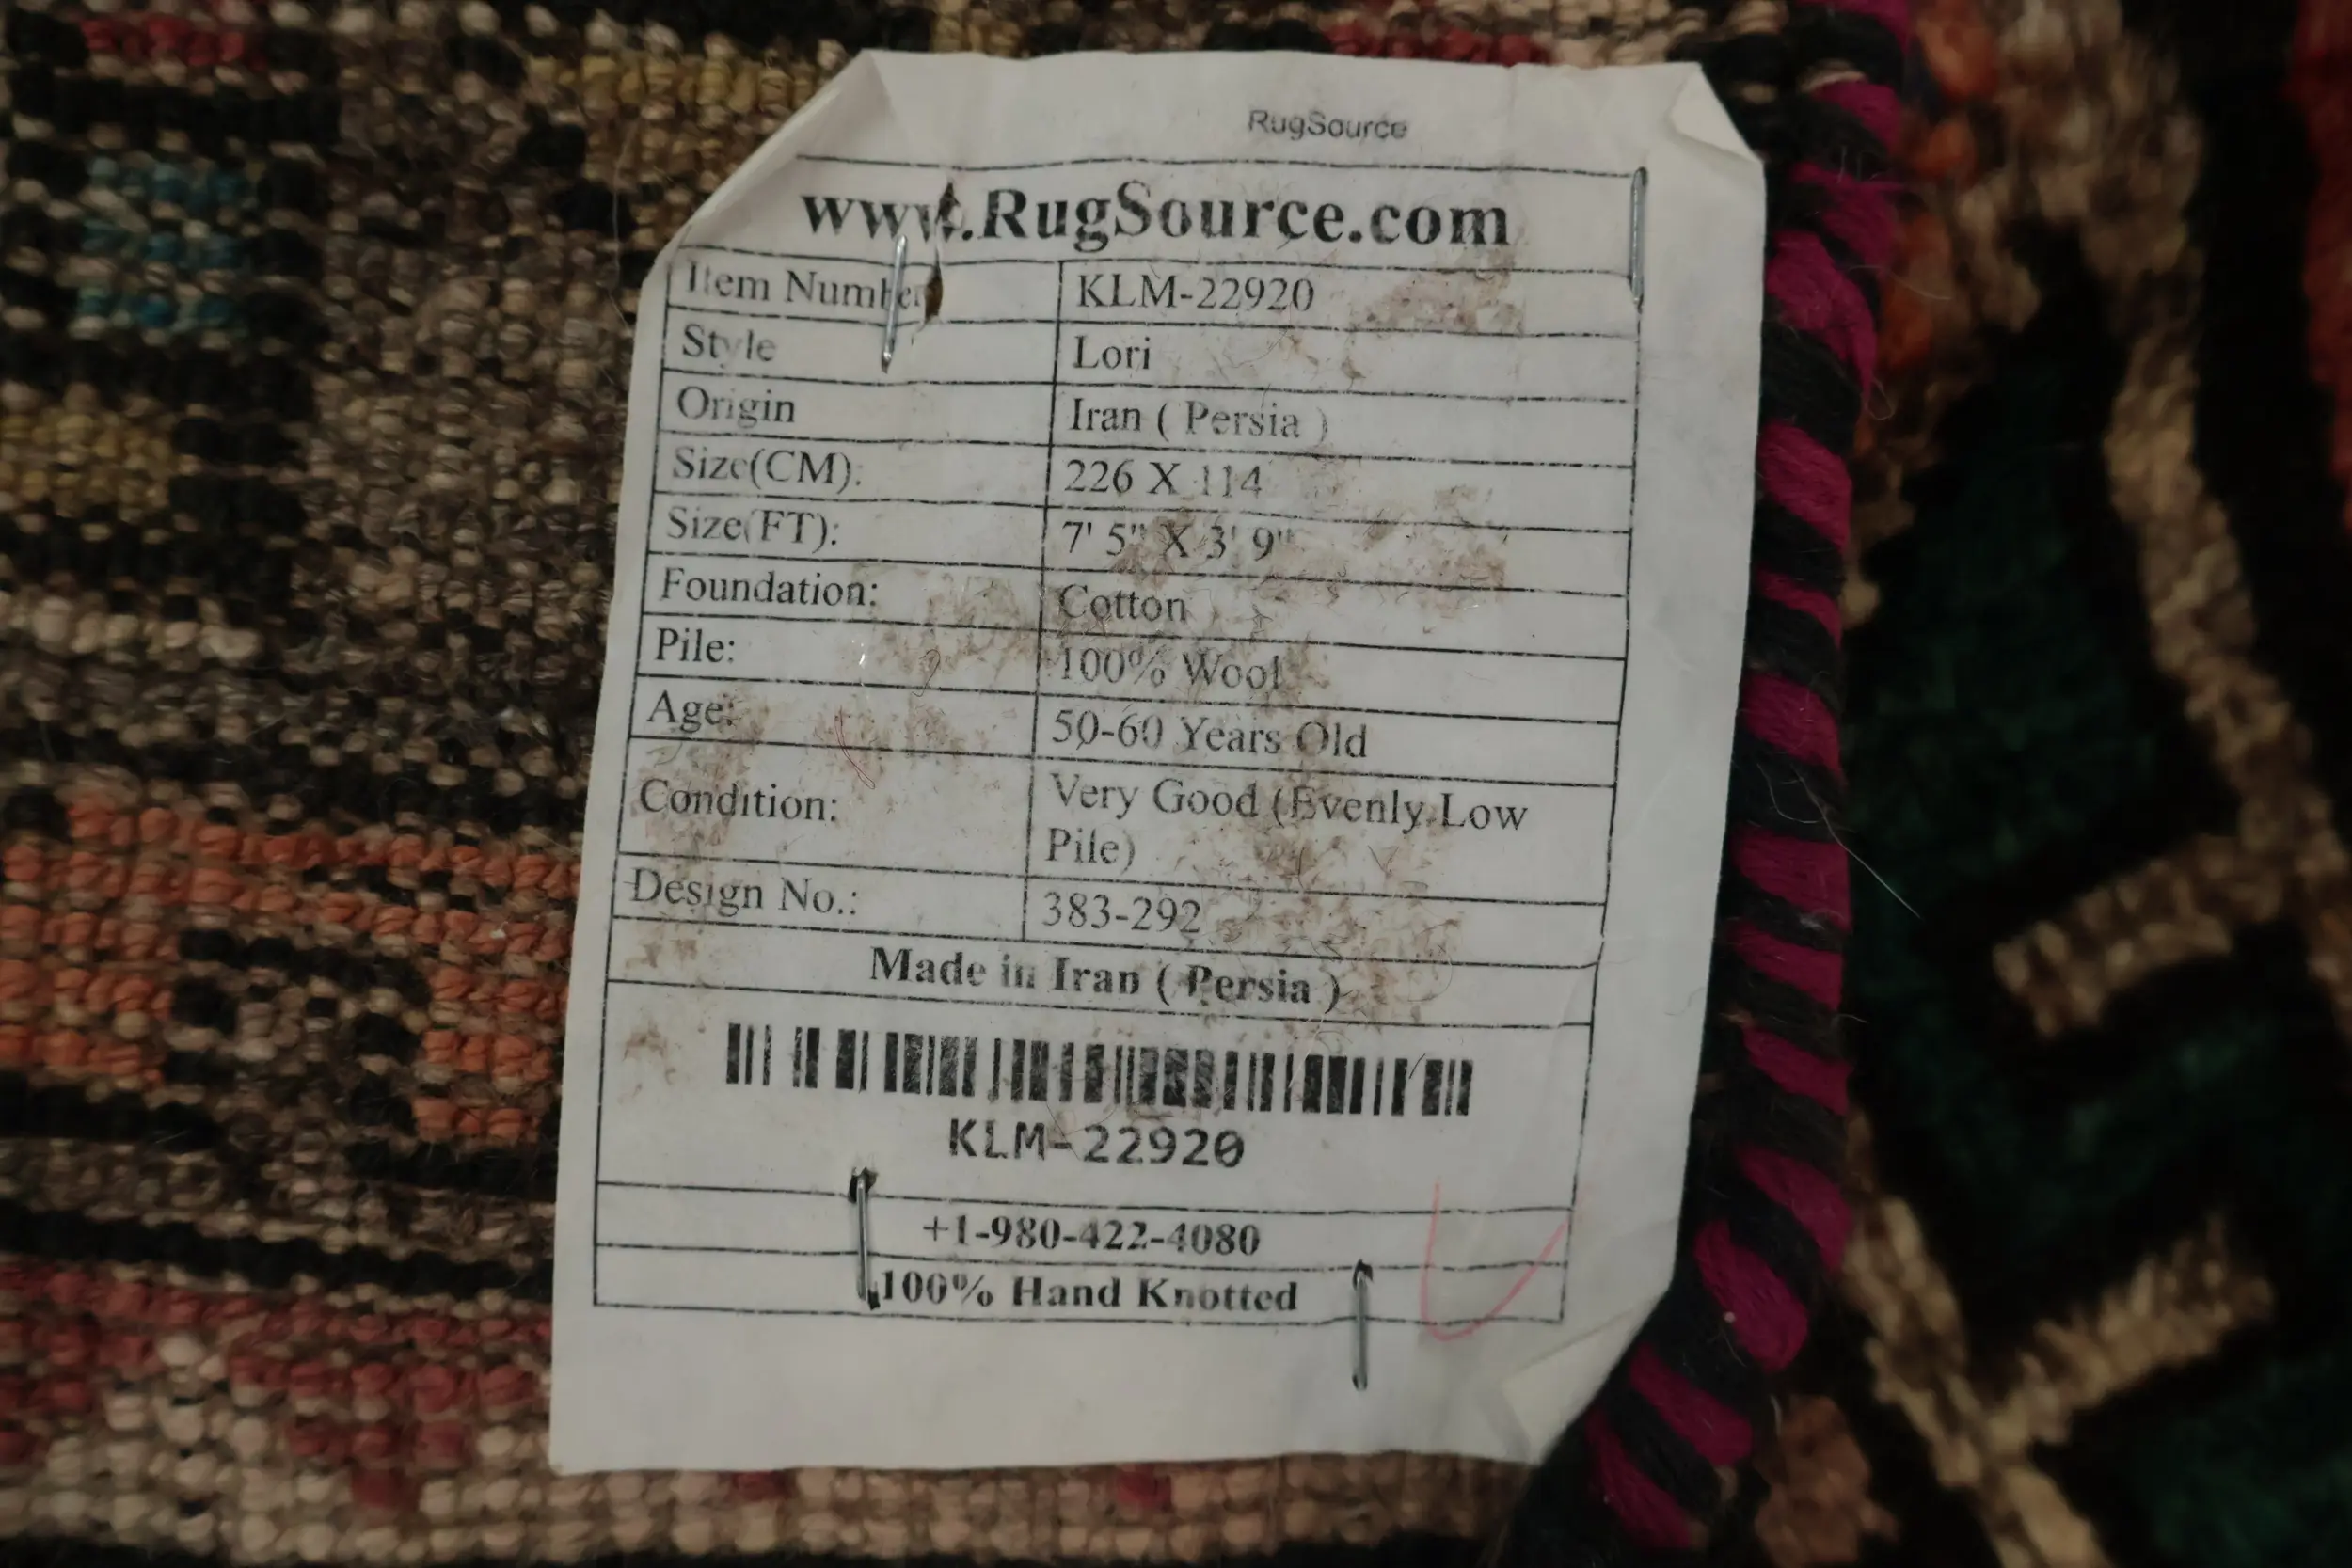 RugSource
www.RugSource.com
Item Number KLM-22920
Style Lori
Origin Iran ( Persia )
Size(CM): 226 X 114
Size(FT): 7' 5" X 3' 9"
Foundation: Cotton
Pile: 100% Wool
Age: 50-60 Years Old
Condition: Very Good (Evenly Low
Pile)
Design No.: 383-292
Made in Iran ( Persia )
KLM-22920
+1-980-422-4080
100% Hand Knotted